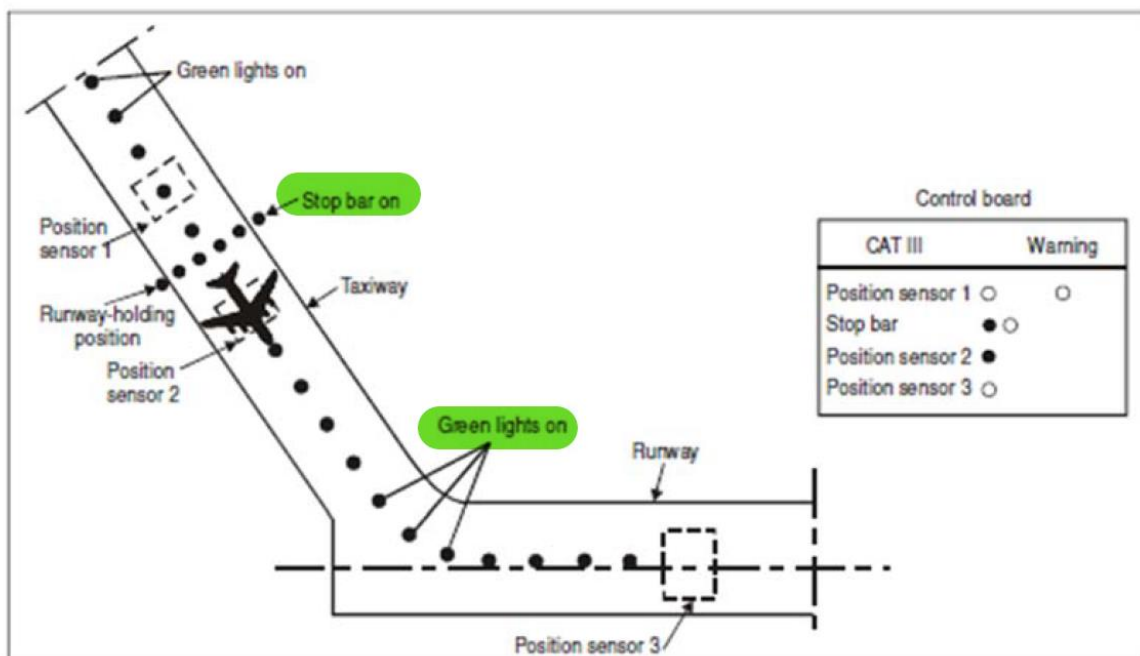 Green lights on
Stop bar on
Position
sensor 1
Taxiway
Runway-holding
position
Position
sensor 2
Green lights on
Runway
Position sensor 3
Control board
CAT III Warning
Position sensor 1
Stop bar
Position sensor 2
Position sensor 3